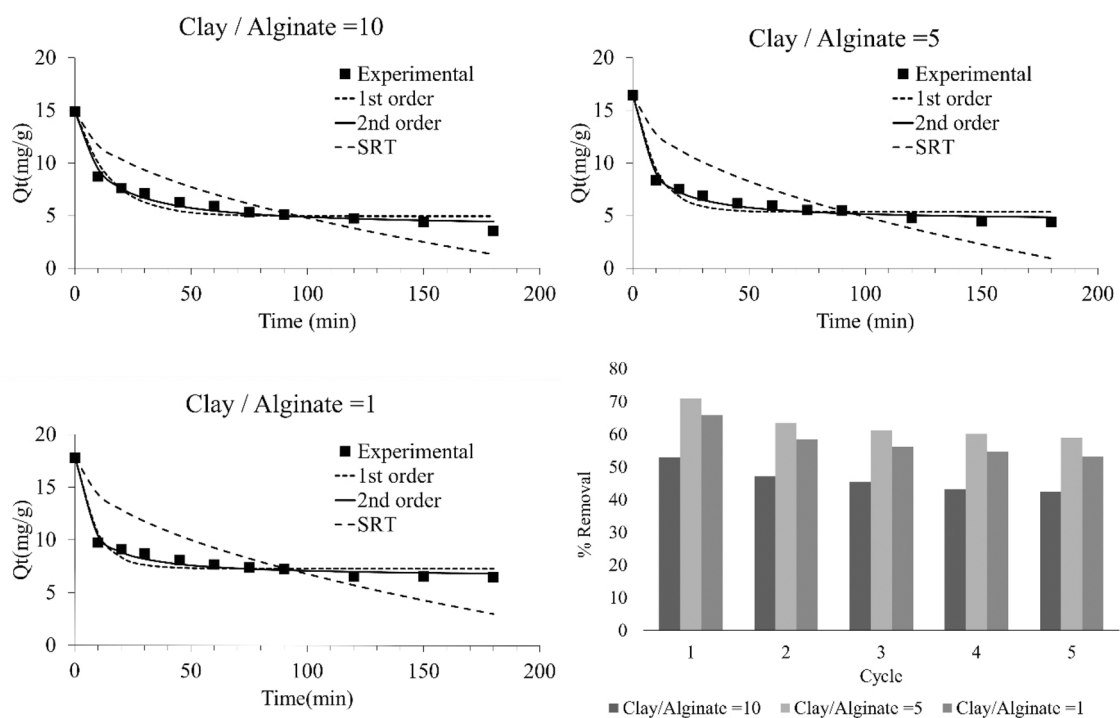 Clay / Alginate =10
20
15
10
5
0
Qt(mg/g)
Experimental
1st order
2nd order
SRT
0 50 100 150 200
Time (min)
Clay / Alginate =5
20
15
10
5
0
Qt(mg/g)
Experimental
1st order
2nd order
SRT
0 50 100 150 200
Time (min)
Clay / Alginate =1
20
15
10
5
0
Qt(mg/g)
Experimental
1st order
2nd order
SRT
0 50 100 150 200
Time(min)
80
70
60
50
40
30
20
10
0
% Removal
1 2 3 4 5
Cycle
Clay/Alginate =10 Clay/Alginate =5 Clay/Alginate =1